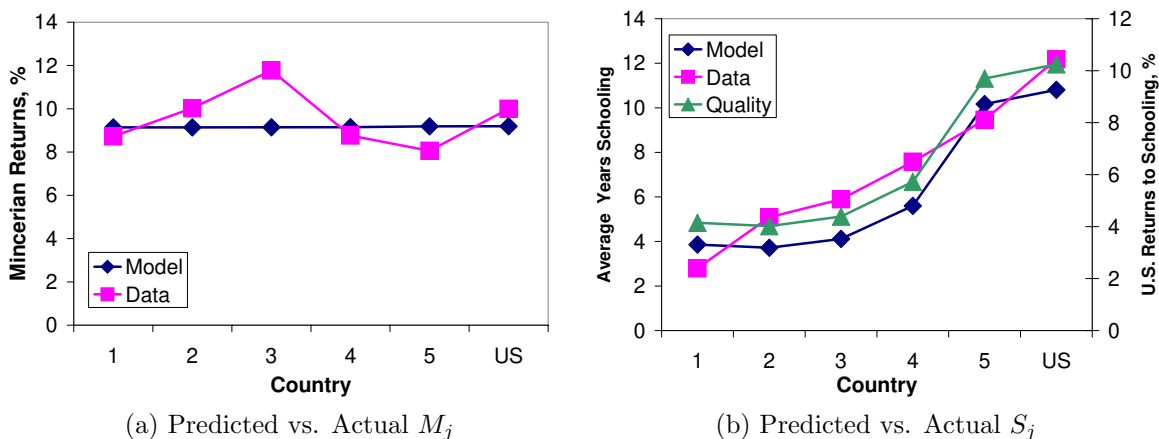 14
12
10
8
6
4
2
0
Mincerian Returns, %
Model
Data
1 2 3 4 5 US
Country
(a) Predicted vs. Actual M_j
14
12
10
8
6
4
2
0
Average Years Schooling
Model
Data
Quality
12
10
8
6
4
2
0
U.S. Returns to Schooling, %
1 2 3 4 5 US
Country
(b) Predicted vs. Actual S_j